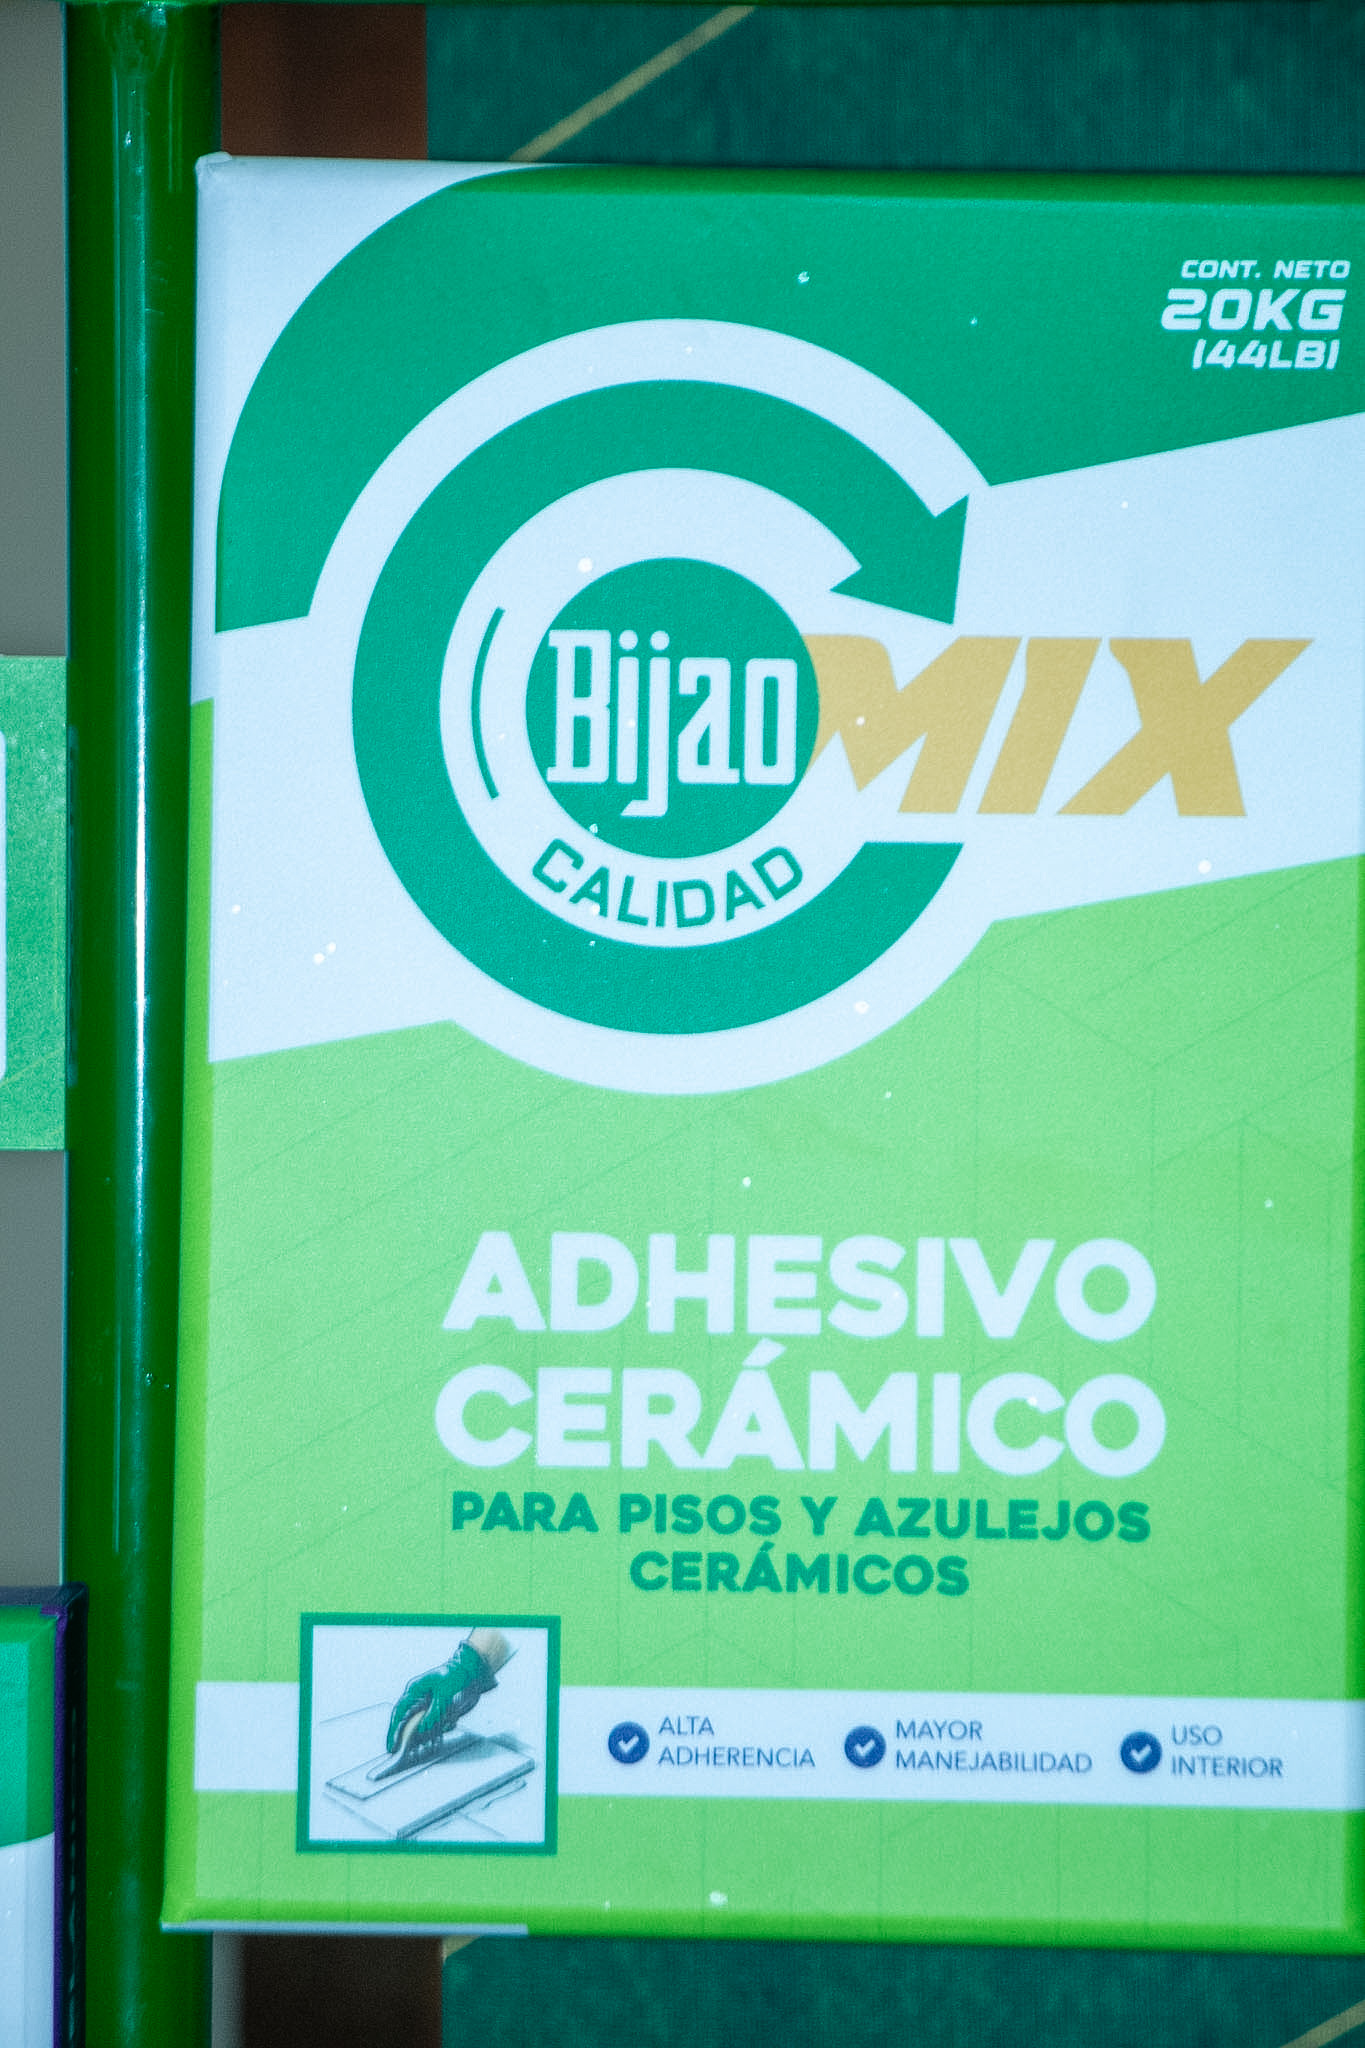 CONT. NETO
20KG
(44LB)
Bijao MIX
CALIDAD
ADHESIVO
CERÁMICO
PARA PISOS Y AZULEJOS
CERÁMICOS
ALTA
ADHERENCIA
MAYOR
MANEJABILIDAD
USO
INTERIOR